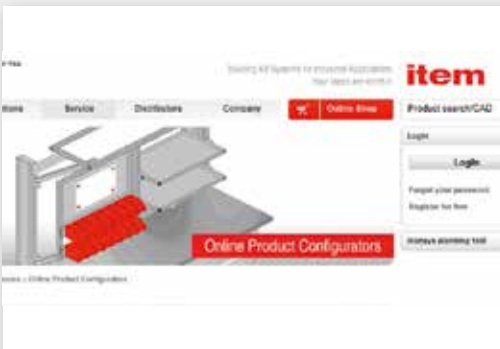 Building Kit Systems for Industrial Applications
item
Service
Distributors
Company
Online Shop
Product search/CAD
Login
Login
Forgot your password
Register for free
Online Product Configurators
Online Product Configurators